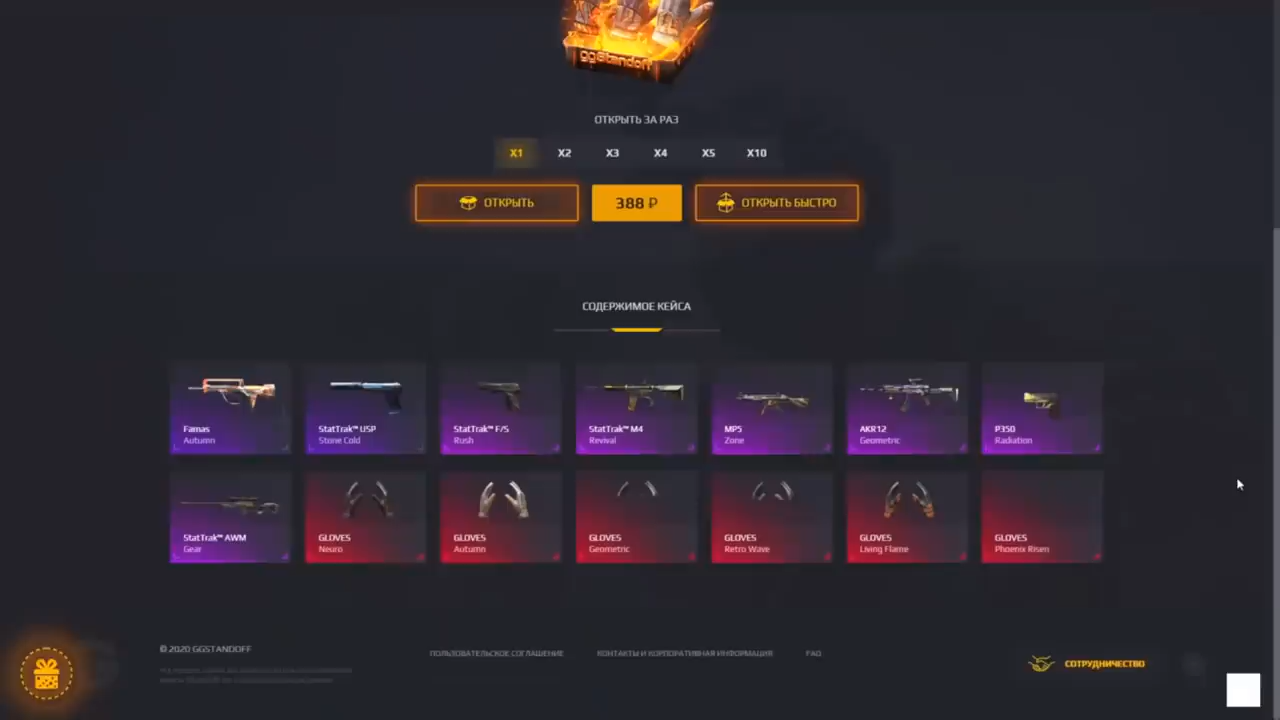 ggStandoff
ОТКРЫТЬ ЗА РАЗ
X1 X2 X3 X4 X5 X10
ОТКРЫТЬ 388 ₽ ОТКРЫТЬ БЫСТРО
СОДЕРЖИМОЕ КЕЙСА
Famas
Autumn
StatTrak™ USP
Stone Cold
StatTrak™ F/S
Rush
StatTrak™ M4
Revival
MP5
Zone
AKR12
Geometric
P350
Radiation
StatTrak™ AWM
Gear
GLOVES
Neuro
GLOVES
Autumn
GLOVES
Geometric
GLOVES
Retro Wave
GLOVES
Living Flame
GLOVES
Phoenix Risen
© 2020 GGSTANDOFF
ПОЛЬЗОВАТЕЛЬСКОЕ СОГЛАШЕНИЕ
КОНТАКТЫ И КОРПОРАТИВНАЯ ИНФОРМАЦИЯ
FAQ
СОТРУДНИЧЕСТВО